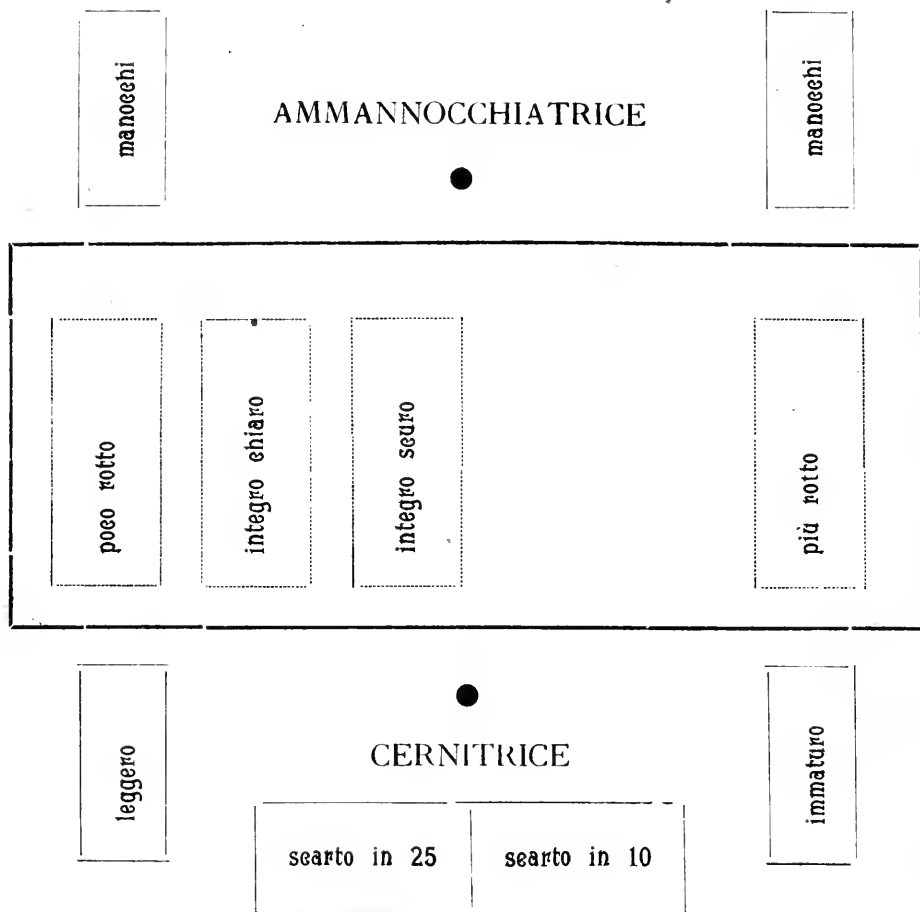 manocchi
AMMANNOCCHIATRICE
manocchi
poco rotto
integro chiaro
integro scuro
più rotto
leggero
CERNITRICE
immaturo
scarto in 25
scarto in 10